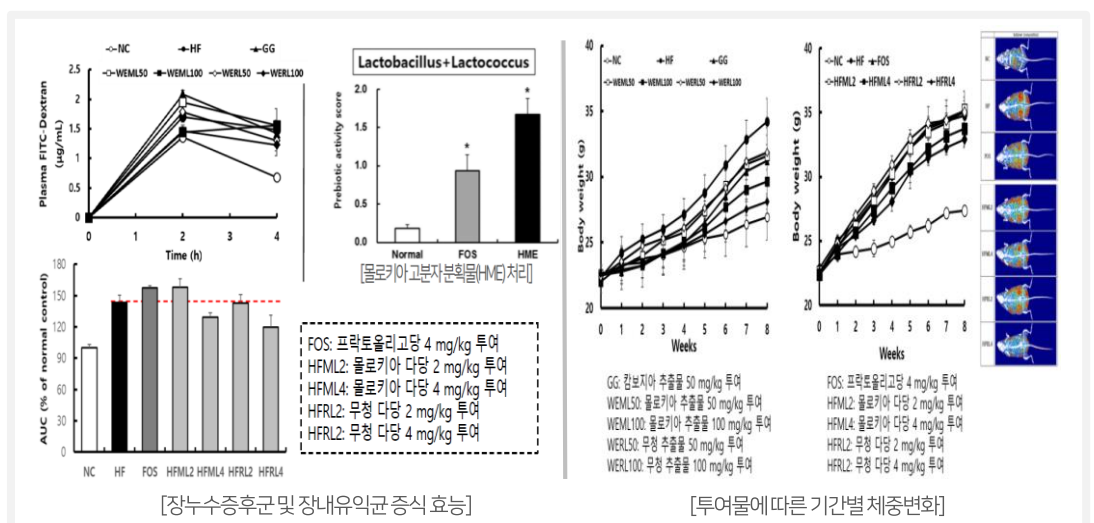 NC HF GG
WEML50 WEML100 WERL50 WERL100
Plasma FITC-Dextran (μg/mL)
2.5
2
1.5
1
0.5
0
0 1 2 3 4
Time (h)
Lactobacillus+Lactococcus
Prebiotic activity score
2.0
1.5
1.0
0.5
0.0
* *
Normal FOS HME
[몰로키아 고분자 분획물(HME) 처리]
AUC (% of normal control)
180
150
120
90
60
30
0
NC HF FOS HFML2 HFML4 HFRL2 HFRL4
FOS: 프락토올리고당 4 mg/kg 투여
HFML2: 몰로키아 다당 2 mg/kg 투여
HFML4: 몰로키아 다당 4 mg/kg 투여
HFRL2: 무청 다당 2 mg/kg 투여
HFRL2: 무청 다당 4 mg/kg 투여
[장누수증후군 및 장내유익균 증식 효능]
NC HF GG
WEML50 WEML100 WERL50 WERL100
Body weight (g)
40
35
30
25
20
0 1 2 3 4 5 6 7 8
Weeks
GG: 캄보지아 추출물 50 mg/kg 투여
WEML50: 몰로키아 추출물 50 mg/kg 투여
WEML100: 몰로키아 추출물 100 mg/kg 투여
WERL50: 무청 추출물 50 mg/kg 투여
WERL100: 무청 추출물 100 mg/kg 투여
NC HF FOS
HFML2 HFML4 HFRL2 HFRL4
Body weight (g)
40
35
30
25
20
0 1 2 3 4 5 6 7 8
Weeks
FOS: 프락토올리고당 4 mg/kg 투여
HFML2: 몰로키아 다당 2 mg/kg 투여
HFML4: 몰로키아 다당 4 mg/kg 투여
HFRL2: 무청 다당 2 mg/kg 투여
HFRL2: 무청 다당 4 mg/kg 투여
[투여물에 따른 기간별 체중변화]